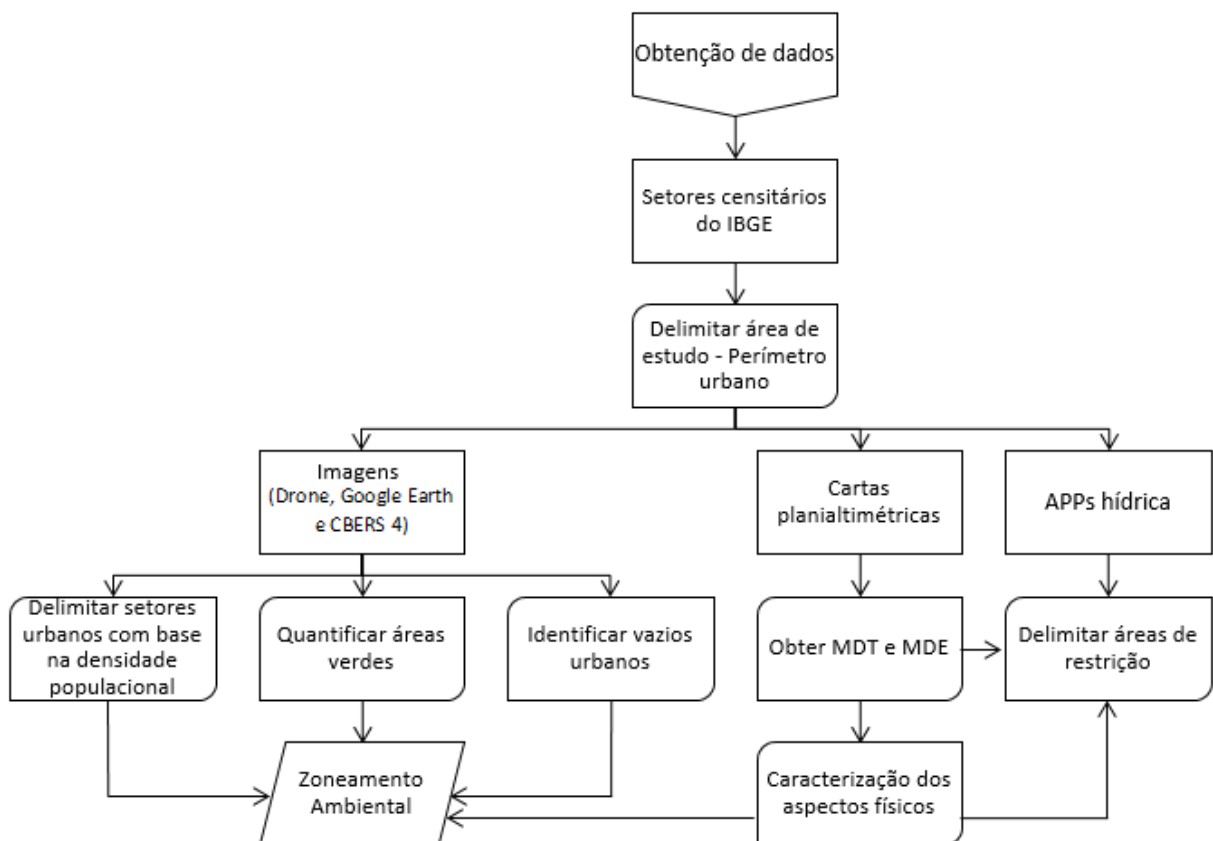 Obtenção de dados
Setores censitários
do IBGE
Delimitar área de
estudo - Perímetro
urbano
Imagens
(Drone, Google Earth
e CBERS 4)
Cartas
planialtimétricas
APPs hídrica
Delimitar setores
urbanos com base
na densidade
populacional
Quantificar áreas
verdes
Identificar vazios
urbanos
Obter MDT e MDE
Delimitar áreas de
restrição
Zoneamento
Ambiental
Caracterização dos
aspectos físicos